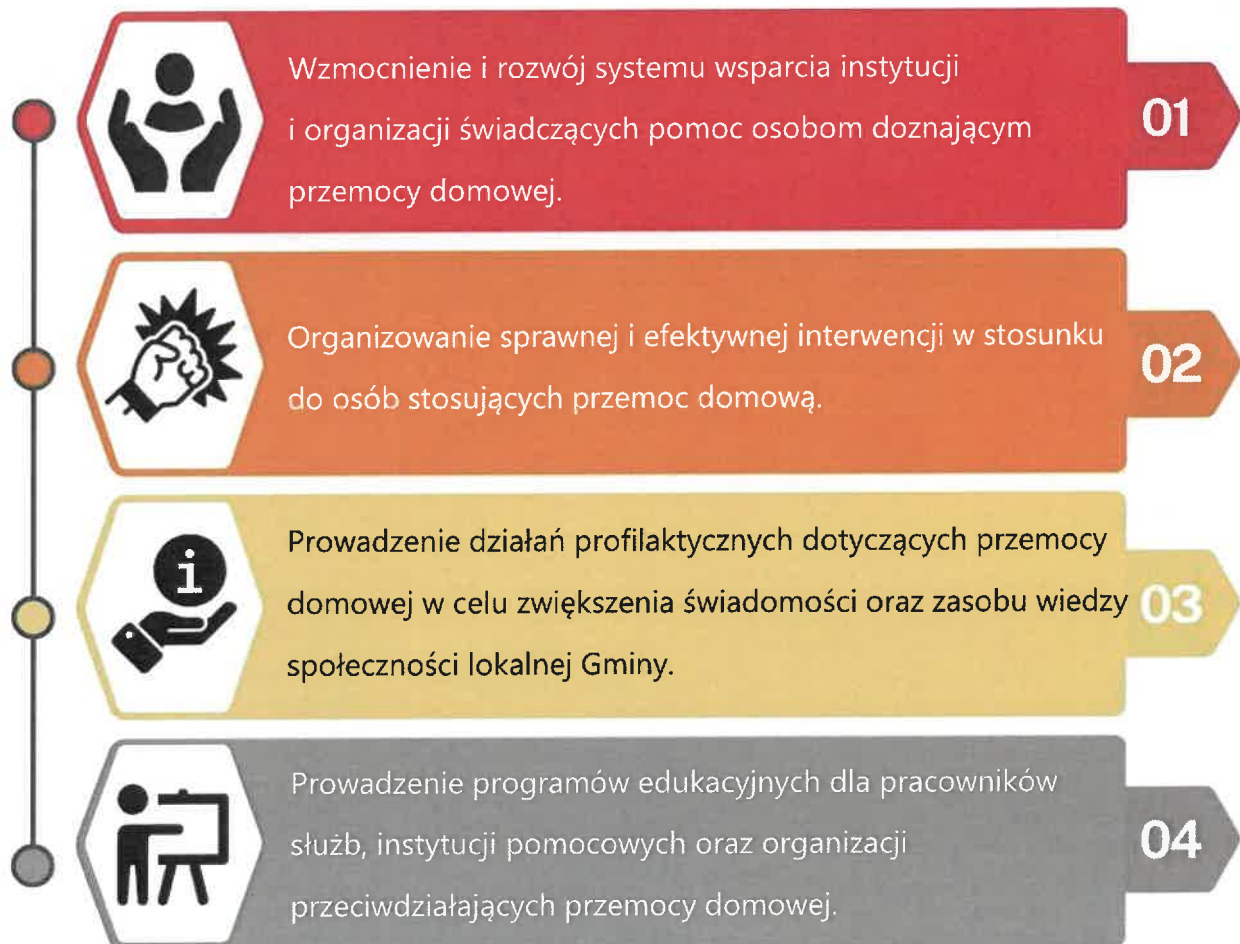 Wzmocnienie i rozwój systemu wsparcia instytucji
i organizacji świadczących pomoc osobom doznającym
przemocy domowej.
01
Organizowanie sprawnej i efektywnej interwencji w stosunku
do osób stosujących przemoc domową.
02
i
Prowadzenie działań profilaktycznych dotyczących przemocy
domowej w celu zwiększenia świadomości oraz zasobu wiedzy
społeczności lokalnej Gminy.
03
Prowadzenie programów edukacyjnych dla pracowników
służb, instytucji pomocowych oraz organizacji
przeciwdziałających przemocy domowej.
04